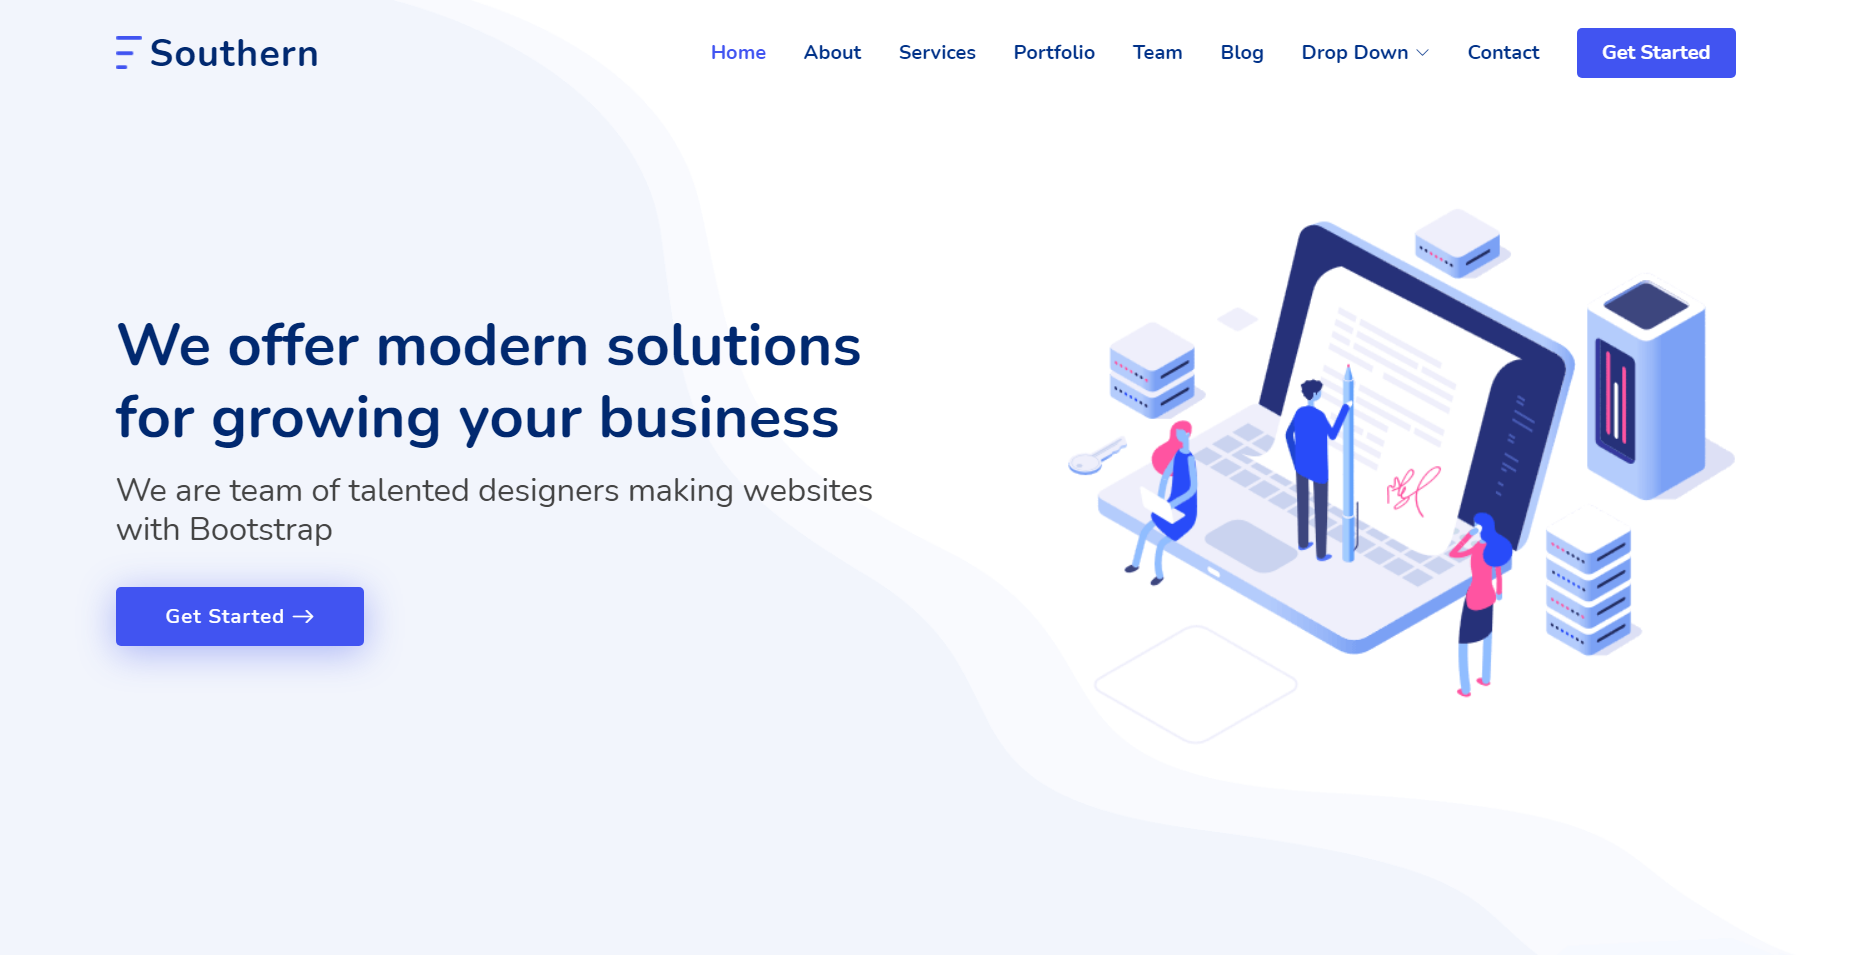 Southern
Home About Services Portfolio Team Blog Drop Down Contact Get Started
We offer modern solutions
for growing your business
We are team of talented designers making websites
with Bootstrap
Get Started →